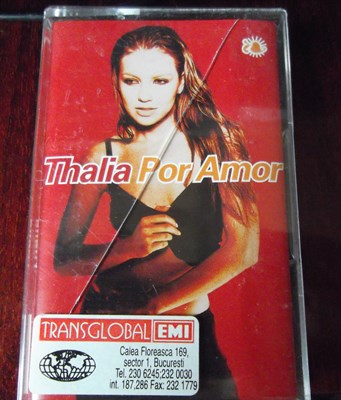 Thalia Por Amor
TRANSGLOBAL EMI
Calea Floreasca 169,
sector 1, Bucuresti
Tel. 230 6245;232 0030
int. 187,286 Fax: 232 1779